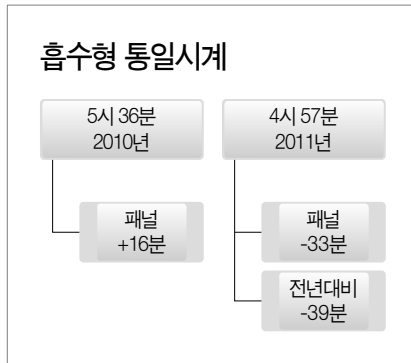 흡수형 통일시계
5시 36분
2010년
4시 57분
2011년
패널
+16분
패널
-33분
전년대비
-39분